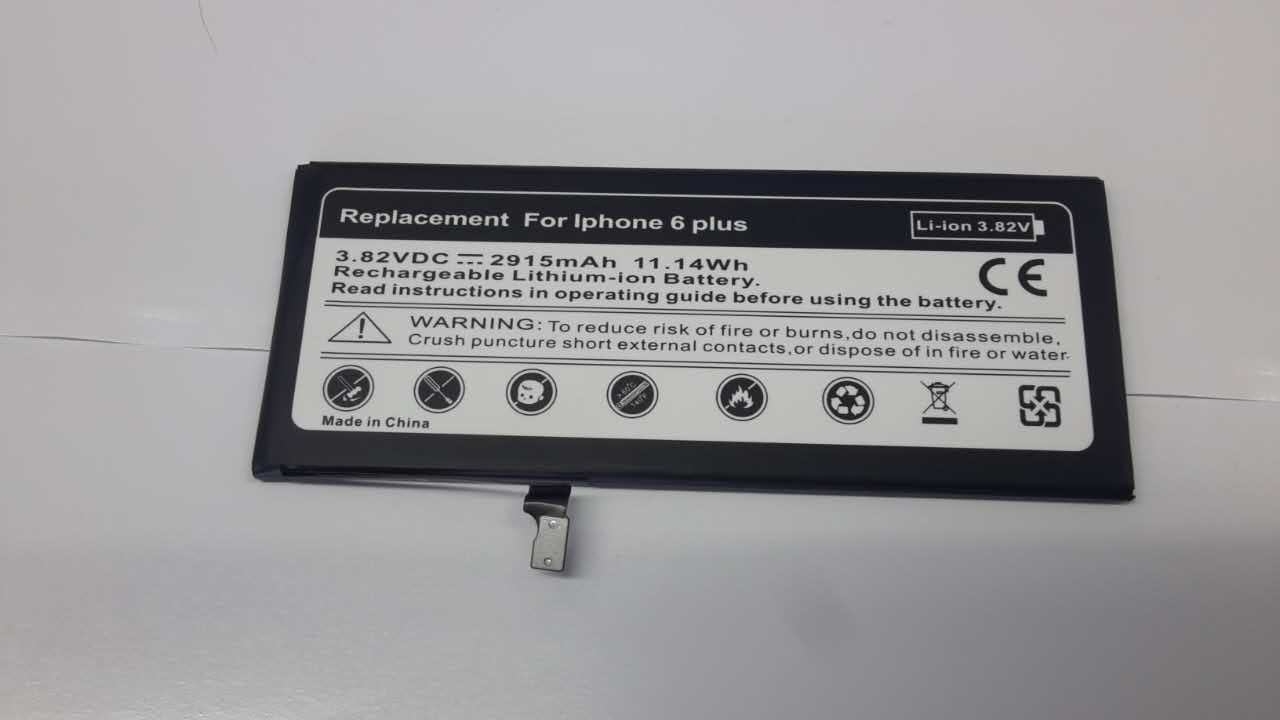 Replacement For Iphone 6 plus
Li-ion 3.82V
3.82VDC ⎓ 2915mAh 11.14Wh
Rechargeable Lithium-ion Battery.
Read instructions in operating guide before using the battery.
CE
WARNING: To reduce risk of fire or burns,do not disassemble,
Crush puncture short external contacts,or dispose of in fire or water.
>60°C
140°F
Made in China